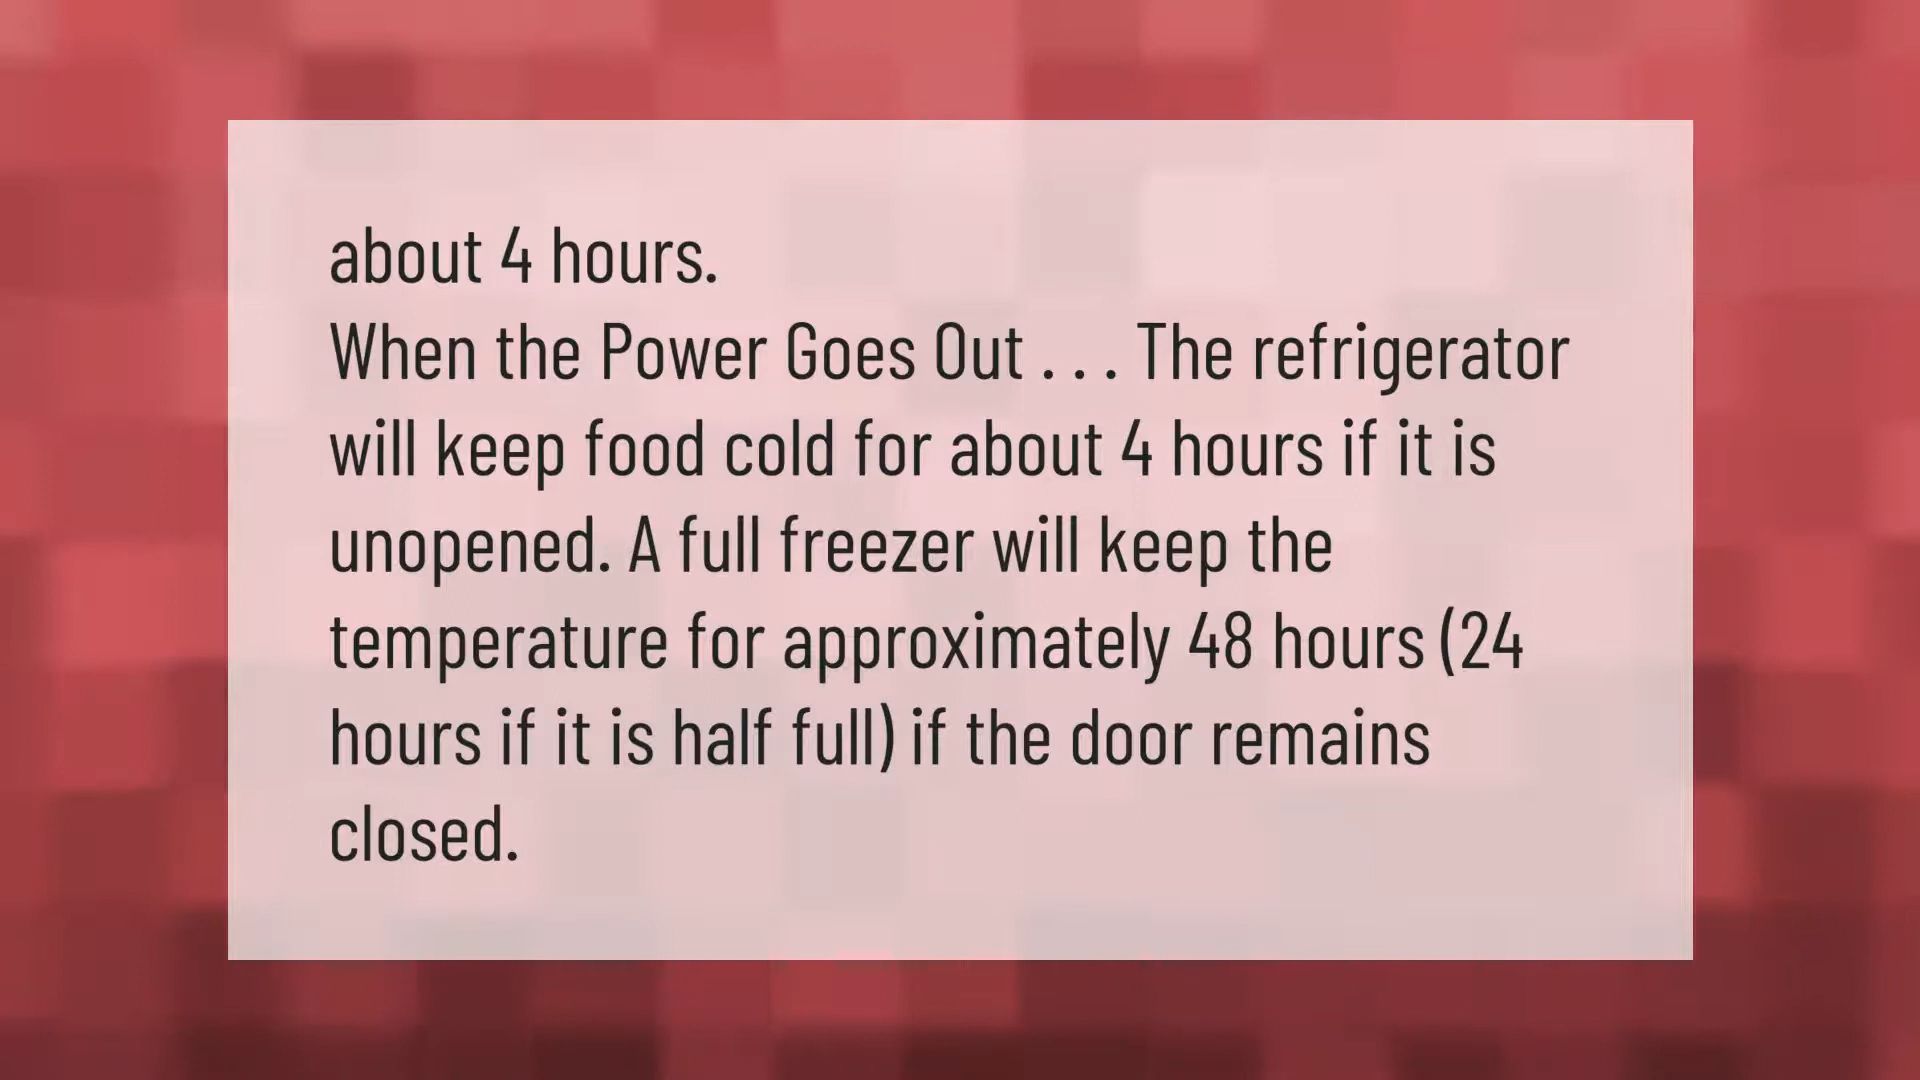 about 4 hours.
When the Power Goes Out . . . The refrigerator
will keep food cold for about 4 hours if it is
unopened. A full freezer will keep the
temperature for approximately 48 hours (24
hours if it is half full) if the door remains
closed.